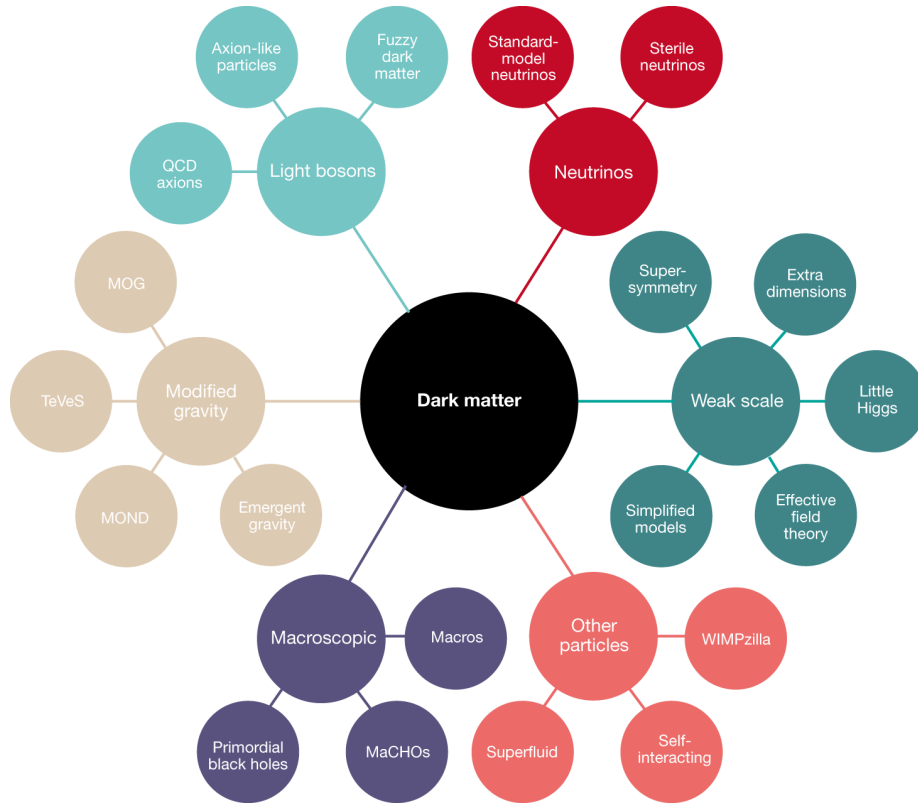 Axion-like
particles
Fuzzy
dark
matter
QCD
axions
Light bosons
Standard-
model
neutrinos
Sterile
neutrinos
Neutrinos
MOG
TeVeS
MOND
Emergent
gravity
Modified
gravity
Dark matter
Super-
symmetry
Extra
dimensions
Little
Higgs
Weak scale
Simplified
models
Effective
field
theory
Macroscopic
Macros
Primordial
black holes
MaCHOs
Other
particles
WIMPzilla
Superfluid
Self-
interacting